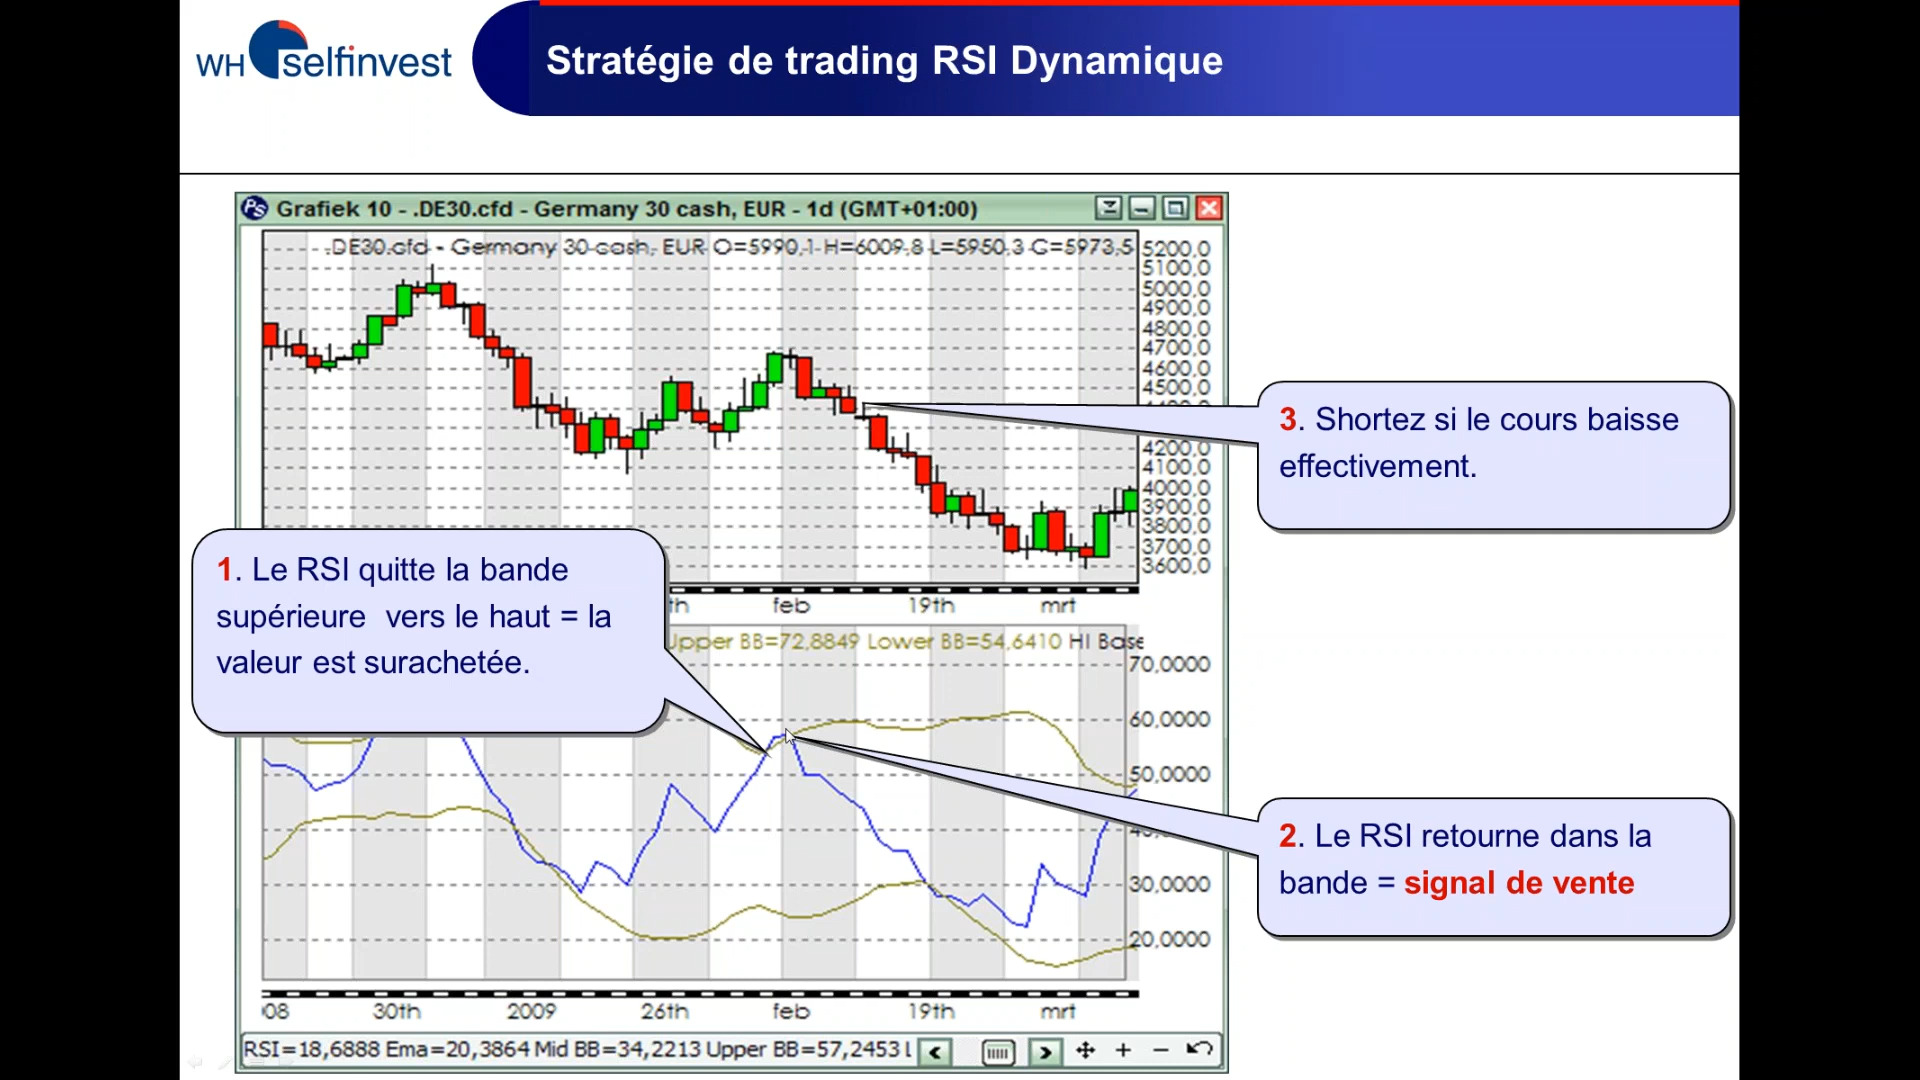 WH selfinvest
Stratégie de trading RSI Dynamique
Grafiek 10 - .DE30.cfd - Germany 30 cash, EUR - 1d (GMT+01:00)
.DE30.cfd - Germany 30 cash, EUR O=5990,1 H=6009,8 L=5950,3 C=5973,5
5200,0
5100,0
5000,0
4900,0
4800,0
4700,0
4600,0
4500,0
4200,0
4100,0
4000,0
3900,0
3800,0
3700,0
3600,0
3. Shortez si le cours baisse
effectivement.
1. Le RSI quitte la bande
supérieure vers le haut = la
valeur est surachetée.
th feb 19th mrt
Upper BB=72,8849 Lower BB=54,6410 HI Base
70,0000
60,0000
50,0000
30,0000
20,0000
2. Le RSI retourne dans la
bande = signal de vente
08 30th 2009 26th feb 19th mrt
RSI=18,6888 Ema=20,3864 Mid BB=34,2213 Upper BB=57,2453 L